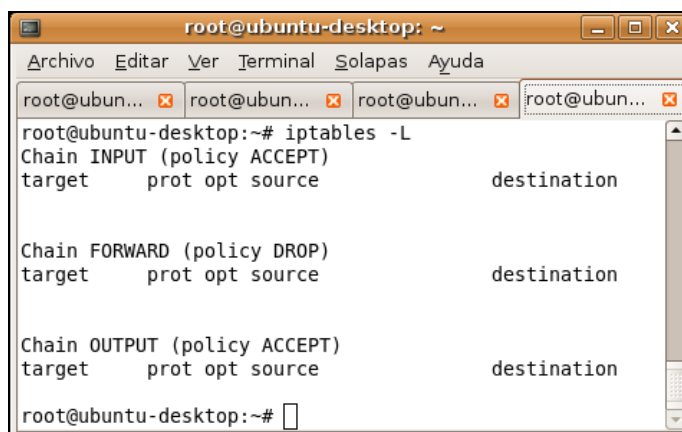 root@ubuntu-desktop: ~
Archivo Editar Ver Terminal Solapas Ayuda
root@ubun... root@ubun... root@ubun... root@ubun...
root@ubuntu-desktop:~# iptables -L
Chain INPUT (policy ACCEPT)
target     prot opt source               destination
Chain FORWARD (policy DROP)
target     prot opt source               destination
Chain OUTPUT (policy ACCEPT)
target     prot opt source               destination
root@ubuntu-desktop:~#